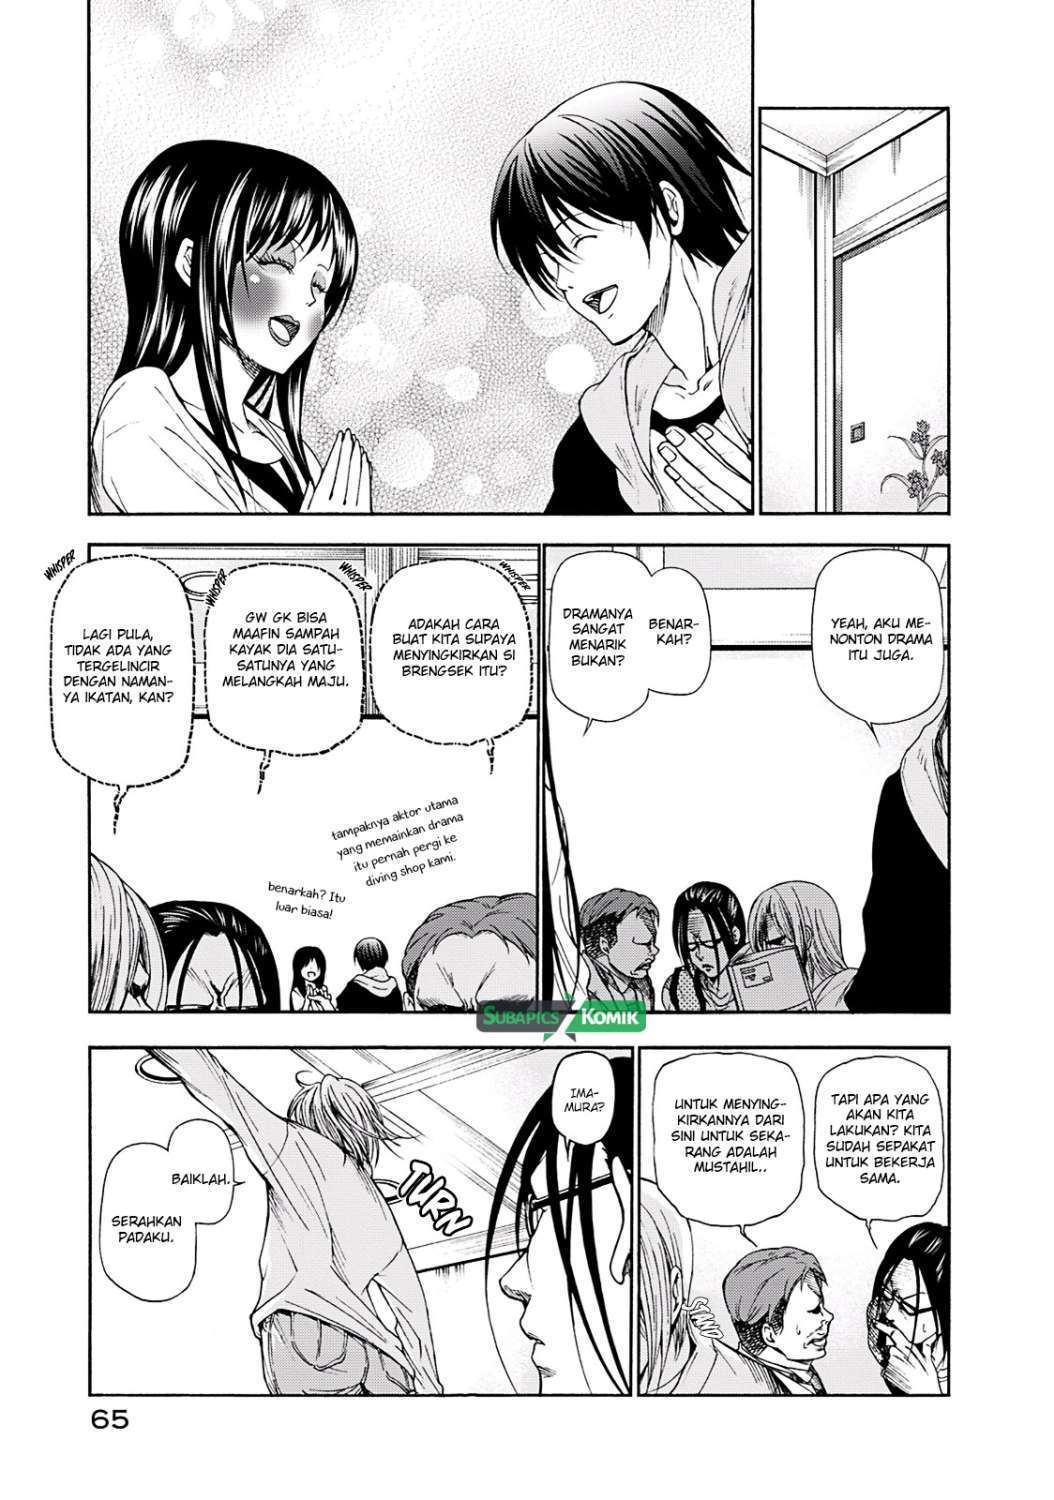 YEAH, AKU ME-
NONTON DRAMA
ITU JUGA.
BENAR-
KAH?
DRAMANYA
SANGAT
MENARIK
BUKAN?
WHISPER
ADAKAH CARA
BUAT KITA SUPAYA
MENYINGKIRKAN SI
BRENGSEK ITU?
WHISPER
GW GK BISA
MAAFIN SAMPAH
KAYAK DIA SATU-
SATUNYA YANG
MELANGKAH MAJU.
WHISPER
LAGI PULA,
TIDAK ADA YANG
TERGELINCIR
DENGAN NAMAN-
YA IKATAN, KAN?
WHISPER
tampaknya aktor utama
yang memainkan drama
itu pernah pergi ke
diving shop kami.
benarkah? Itu
luar biasa!
SUBAPICS KOMIK
TAPI APA YANG
AKAN KITA
LAKUKAN? KITA
SUDAH SEPAKAT
UNTUK BEKERJA
SAMA.
UNTUK MENYING-
KIRKANNYA DARI
SINI UNTUK SEKA-
RANG ADALAH
MUSTAHIL..
IMA-
MURA?
TURN
BAIKLAH.
SERAHKAN
PADAKU.
65